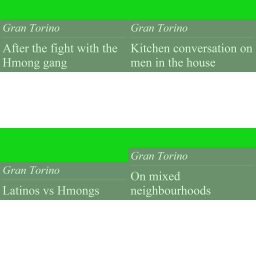 Gran Torino
After the fight with the
Hmong gang
Gran Torino
Kitchen conversation on
men in the house
Gran Torino
Latinos vs Hmongs
Gran Torino
On mixed
neighbourhoods